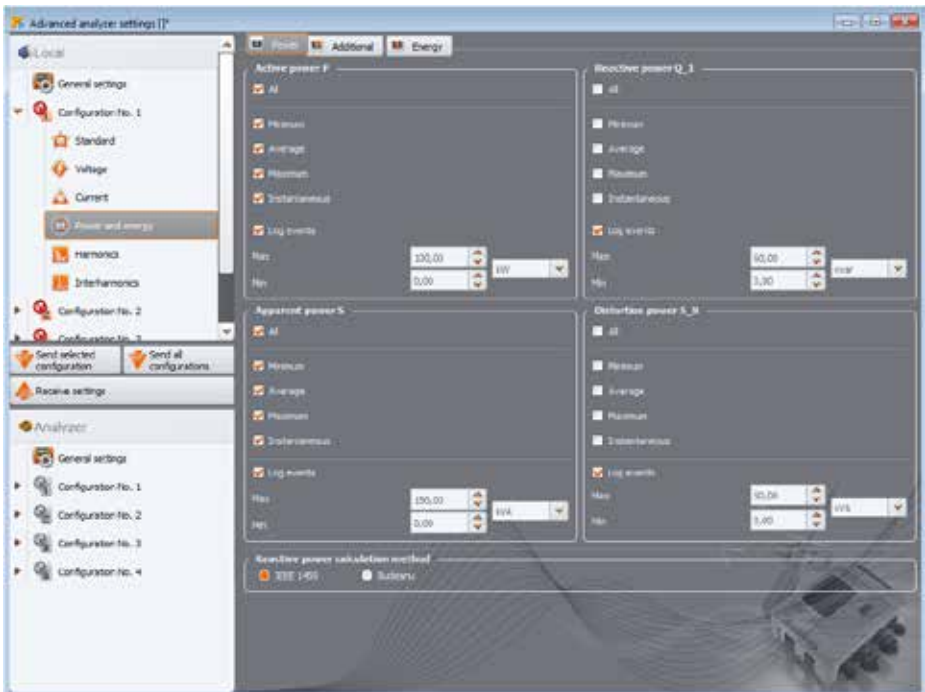 Advanced analyzer settings []*
Local
General settings
Configuration No. 1
Standard
Voltage
Current
Power and energy
Harmonics
Interharmonics
Configuration No. 2
Configuration No. 3
Send selected configuration
Send all configurations
Receive settings
Analyzer
General settings
Configuration No. 1
Configuration No. 2
Configuration No. 3
Configuration No. 4
Power
Additional
Energy
Active power P
All
Minimum
Average
Maximum
Instantaneous
Log events
Max
100,00
Min
0,00
kW
Reactive power Q_1
All
Minimum
Average
Maximum
Instantaneous
Log events
Max
Min
kvar
Apparent power S
All
Minimum
Average
Maximum
Instantaneous
Log events
Max
150,00
Min
0,00
kVA
Distortion power S_N
All
Minimum
Average
Maximum
Instantaneous
Log events
Max
Min
kVA
Reactive power calculation method
IEEE 1459
Budeanu